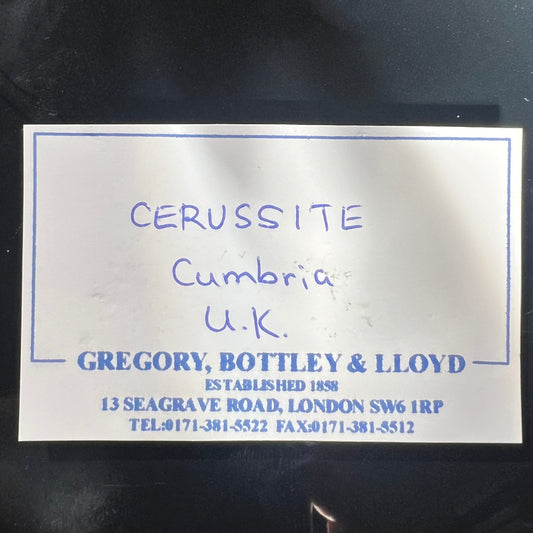 CERUSSITE
Cumbria
U.K.
GREGORY, BOTTLEY & LLOYD
ESTABLISHED 1858
13 SEAGRAVE ROAD, LONDON SW6 1RP
TEL:0171-381-5522 FAX:0171-381-5512